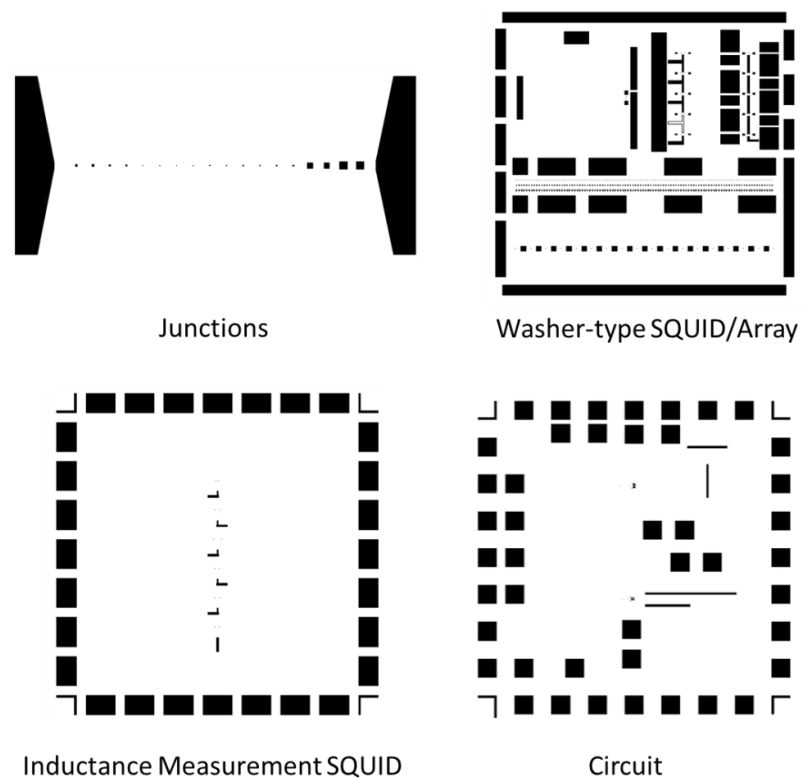 Junctions
Washer-type SQUID/Array
Inductance Measurement SQUID
Circuit